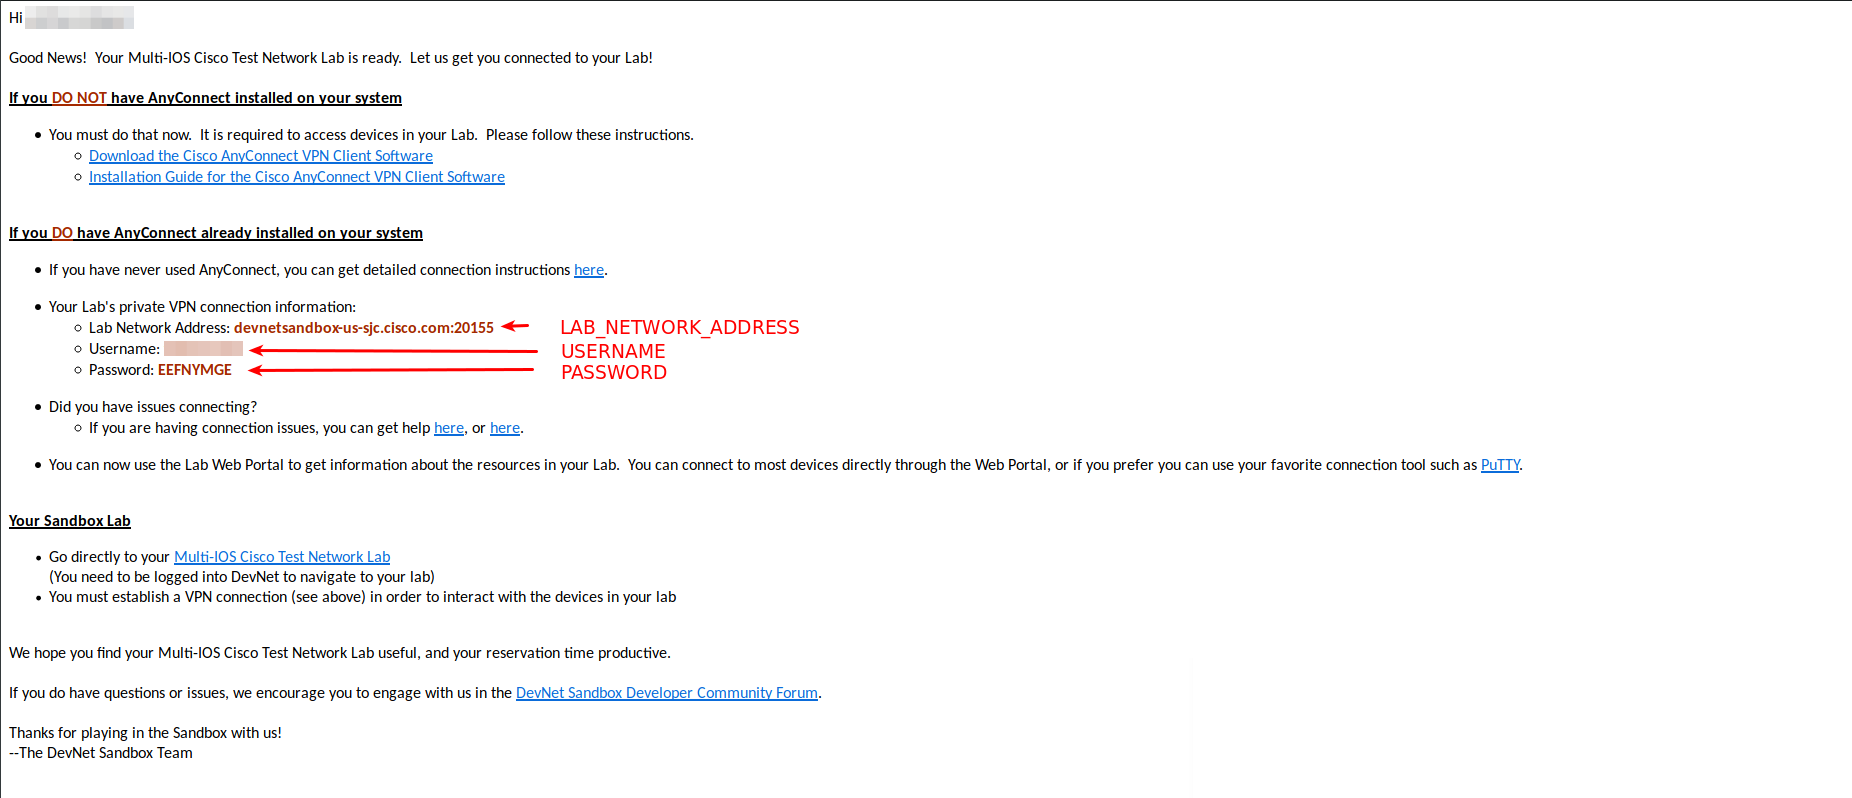 Hi
Good News!  Your Multi-IOS Cisco Test Network Lab is ready.  Let us get you connected to your Lab!
If you DO NOT have AnyConnect installed on your system
You must do that now.  It is required to access devices in your Lab.  Please follow these instructions.
Download the Cisco AnyConnect VPN Client Software
Installation Guide for the Cisco AnyConnect VPN Client Software
If you DO have AnyConnect already installed on your system
If you have never used AnyConnect, you can get detailed connection instructions here.
Your Lab's private VPN connection information:
Lab Network Address: devnetsandbox-us-sjc.cisco.com:20155 LAB_NETWORK_ADDRESS
Username: USERNAME
Password: EEFNYMGE PASSWORD
Did you have issues connecting?
If you are having connection issues, you can get help here, or here.
You can now use the Lab Web Portal to get information about the resources in your Lab.  You can connect to most devices directly through the Web Portal, or if you prefer you can use your favorite connection tool such as PuTTY.
Your Sandbox Lab
Go directly to your Multi-IOS Cisco Test Network Lab
(You need to be logged into DevNet to navigate to your lab)
You must establish a VPN connection (see above) in order to interact with the devices in your lab
We hope you find your Multi-IOS Cisco Test Network Lab useful, and your reservation time productive.
If you do have questions or issues, we encourage you to engage with us in the DevNet Sandbox Developer Community Forum.
Thanks for playing in the Sandbox with us!
--The DevNet Sandbox Team